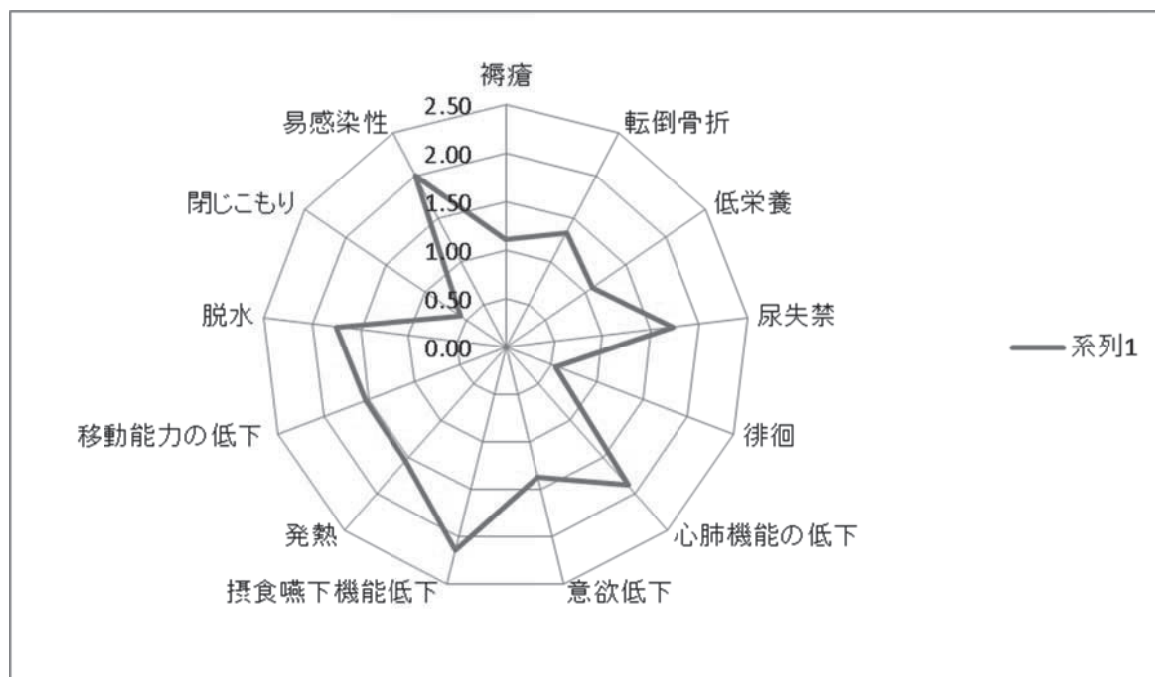 褥瘡
2.50
易感染性
転倒骨折
2.00
閉じこもり
1.50
低栄養
1.00
脱水
0.50
尿失禁
0.00
系列1
移動能力の低下
徘徊
発熱
心肺機能の低下
摂食嚥下機能低下
意欲低下